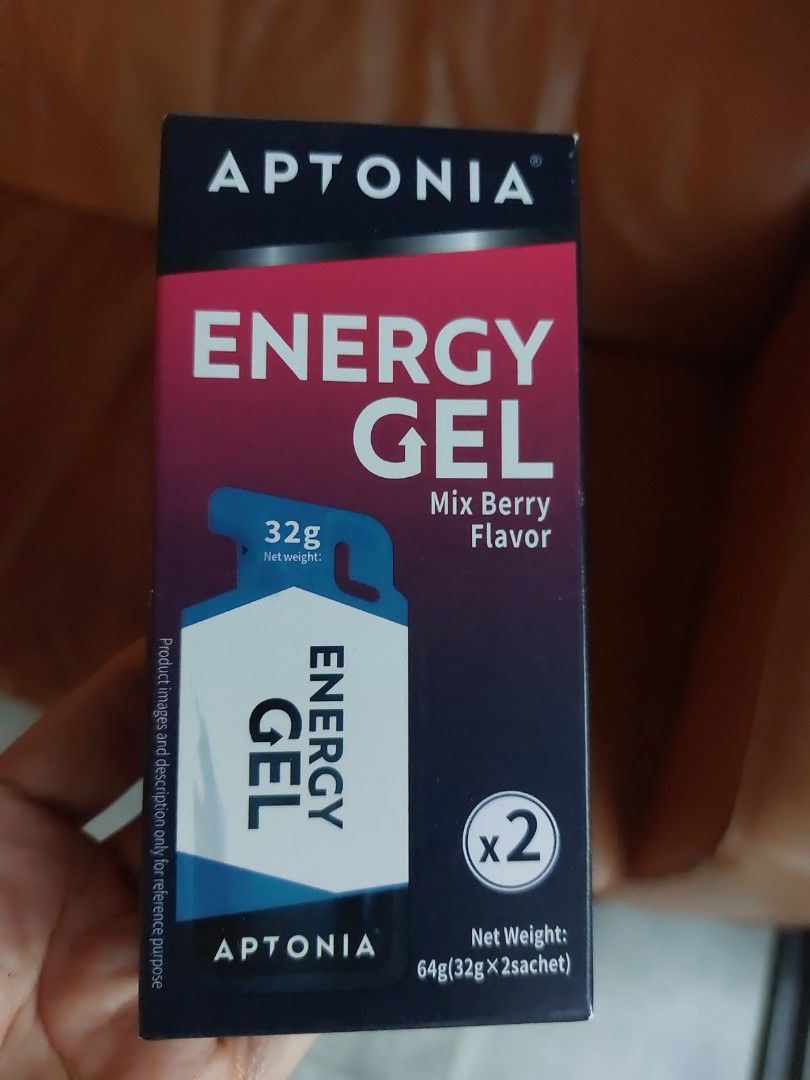 APTONIA®
ENERGY
GEL
Mix Berry
Flavor
32g
Net weight:
ENERGY
GEL
APTONIA
Product images and description only for reference purpose
x2
Net Weight:
64g(32g×2sachet)